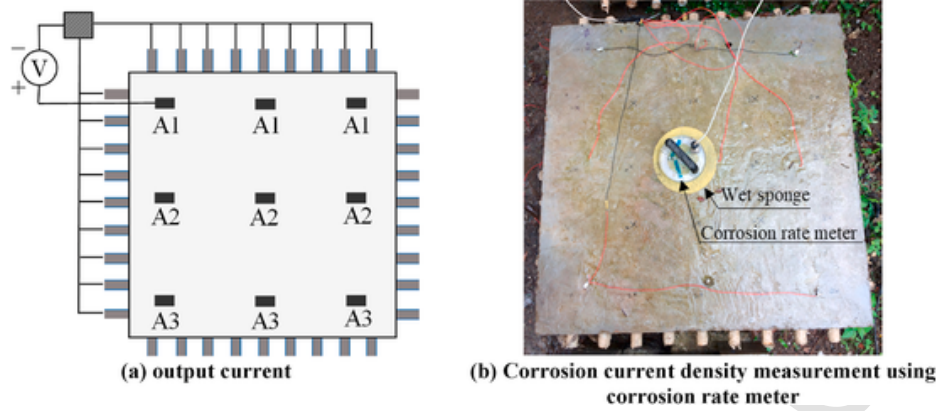 −
V
+
A1 A1 A1
A2 A2 A2
A3 A3 A3
Wet sponge
Corrosion rate meter
(a) output current
(b) Corrosion current density measurement using
corrosion rate meter